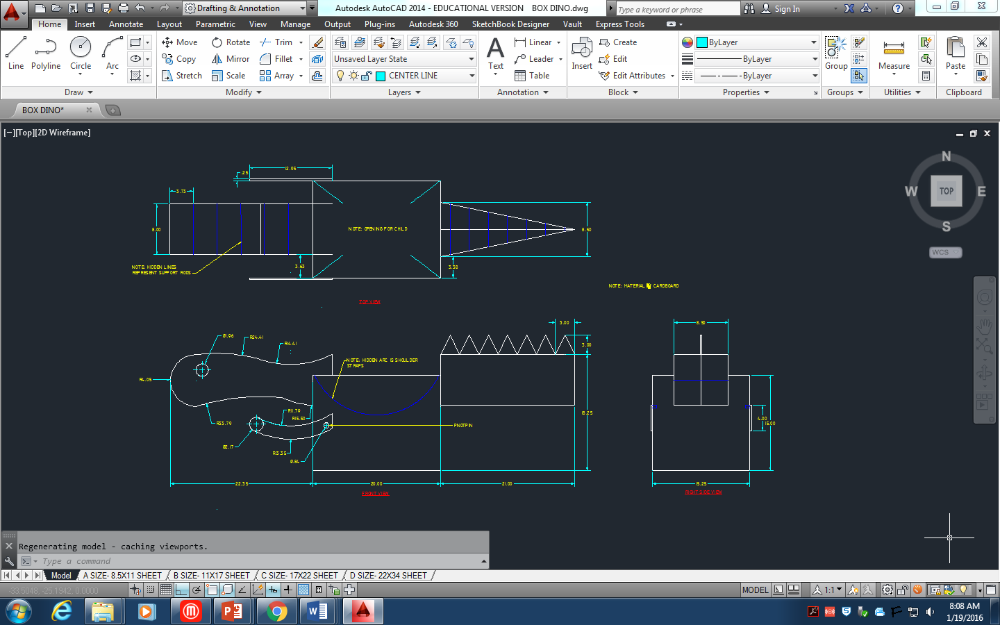 Drafting & Annotation
Autodesk AutoCAD 2014 - EDUCATIONAL VERSION BOX DINO.dwg
Type a keyword or phrase
Sign In
Home Insert Annotate Layout Parametric View Manage Output Plug-ins Autodesk 360 SketchBook Designer Vault Express Tools
Line Polyline Circle Arc
Move Rotate Trim
Copy Mirror Fillet
Stretch Scale Array
Unsaved Layer State
CENTER LINE
Text
Linear
Leader
Table
Insert
Create
Edit
Edit Attributes
ByLayer
ByLayer
ByLayer
Group
Measure
Paste
Draw Modify Layers Annotation Block Properties Groups Utilities Clipboard
BOX DINO*
[−][Top][2D Wireframe]
N
W TOP E
S
WCS
12.95
.25
3.73
8.00
NOTE: OPENING FOR CHILD
8.50
3.63
3.38
NOTE: HIDDEN LINES
REPRESENT SUPPORT RODS
NOTE: MATERIAL CARDBOARD
TOP VIEW
3.00
8.50
Ø1.96
R24.41
R14.41
3.00
NOTE: HIDDEN ARC IS SHOULDER
STRAPS
R4.05
R11.79
R15.50
R33.79
18.25
4.00
15.00
PIVOTPIN
Ø2.17
R13.35
Ø.84
22.35
20.00
21.00
15.25
FRONT VIEW
RIGHT SIDE VIEW
Regenerating model - caching viewports.
Type a command
Model A SIZE- 8.5X11 SHEET B SIZE- 11X17 SHEET C SIZE- 17X22 SHEET D SIZE- 22X34 SHEET
-33.5048, -25.1942, 0.0000
MODEL
1:1
8:08 AM
1/19/2016